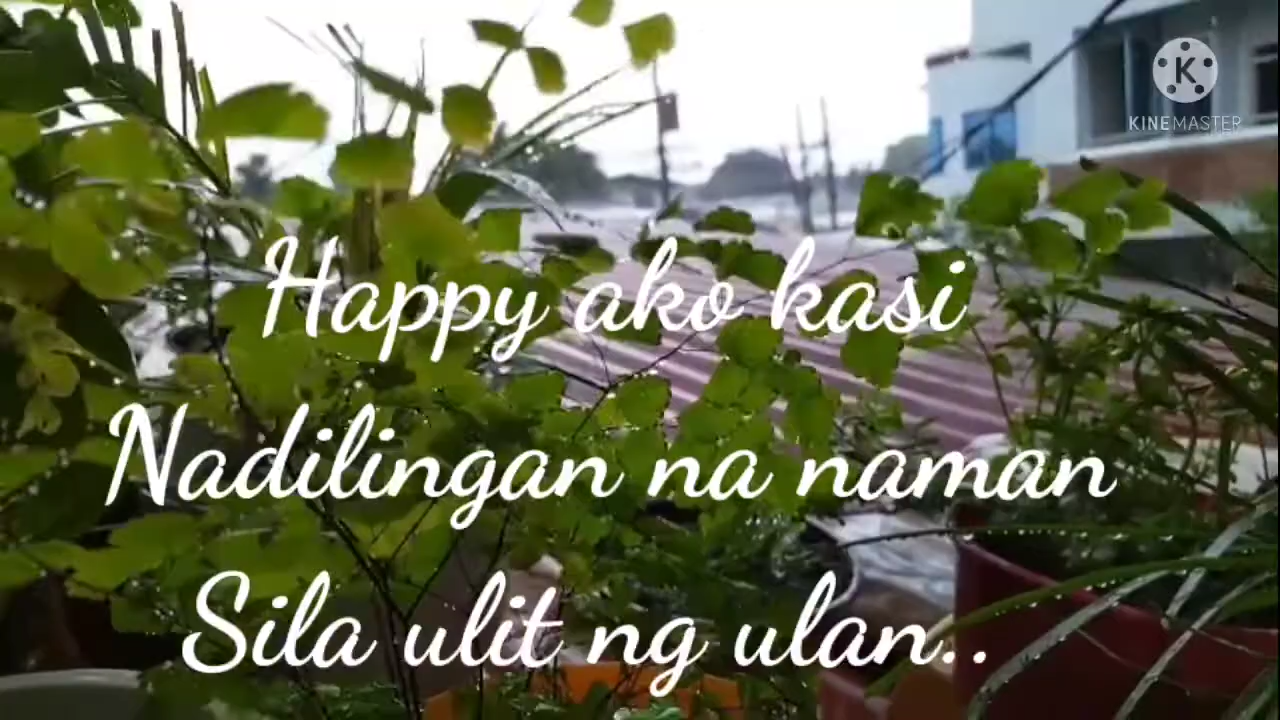 KINEMASTER
Happy ako kasi
Nadilingan na naman
Sila ulit ng ulan..